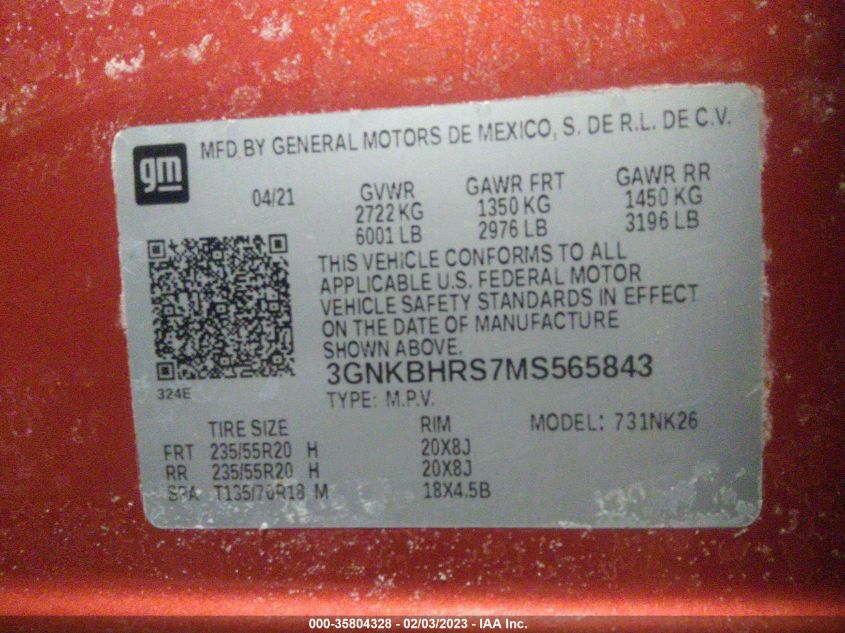 MFD BY GENERAL MOTORS DE MEXICO, S. DE R.L. DE C.V.
gm
04/21
GVWR GAWR FRT GAWR RR
2722 KG 1350 KG 1450 KG
6001 LB 2976 LB 3196 LB
THIS VEHICLE CONFORMS TO ALL
APPLICABLE U.S. FEDERAL MOTOR
VEHICLE SAFETY STANDARDS IN EFFECT
ON THE DATE OF MANUFACTURE
SHOWN ABOVE.
324E
3GNKBHRS7MS565843
TYPE: M.P.V.
TIRE SIZE RIM MODEL: 731NK26
FRT 235/55R20 H 20X8J
RR 235/55R20 H 20X8J
SPA T135/70R18 M 18X4.5B
000-35804328 - 02/03/2023 - IAA Inc.